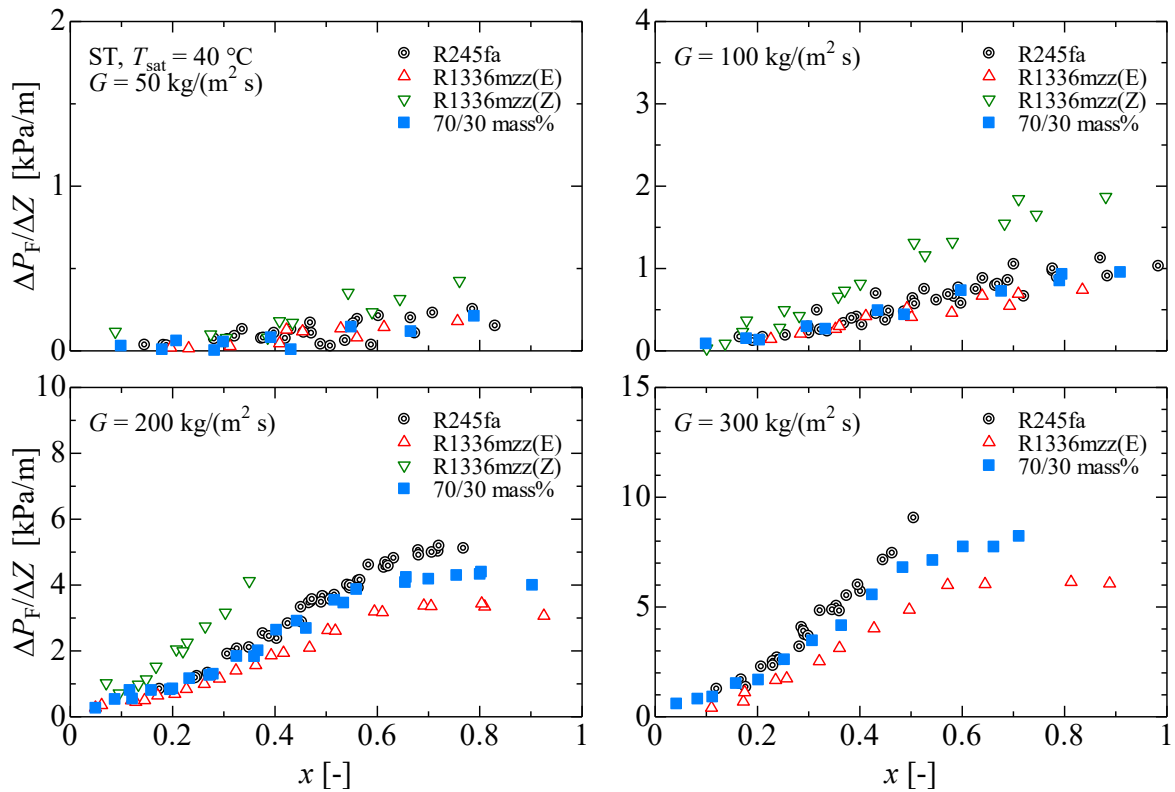 ST, T_sat = 40 °C
G = 50 kg/(m² s)
R245fa
R1336mzz(E)
R1336mzz(Z)
70/30 mass%
2
1
0
ΔP_F/ΔZ [kPa/m]
G = 100 kg/(m² s)
R245fa
R1336mzz(E)
R1336mzz(Z)
70/30 mass%
4
3
2
1
0
G = 200 kg/(m² s)
R245fa
R1336mzz(E)
R1336mzz(Z)
70/30 mass%
10
8
6
4
2
0
ΔP_F/ΔZ [kPa/m]
0 0.2 0.4 0.6 0.8 1
x [-]
G = 300 kg/(m² s)
R245fa
R1336mzz(E)
70/30 mass%
15
10
5
0
0 0.2 0.4 0.6 0.8 1
x [-]